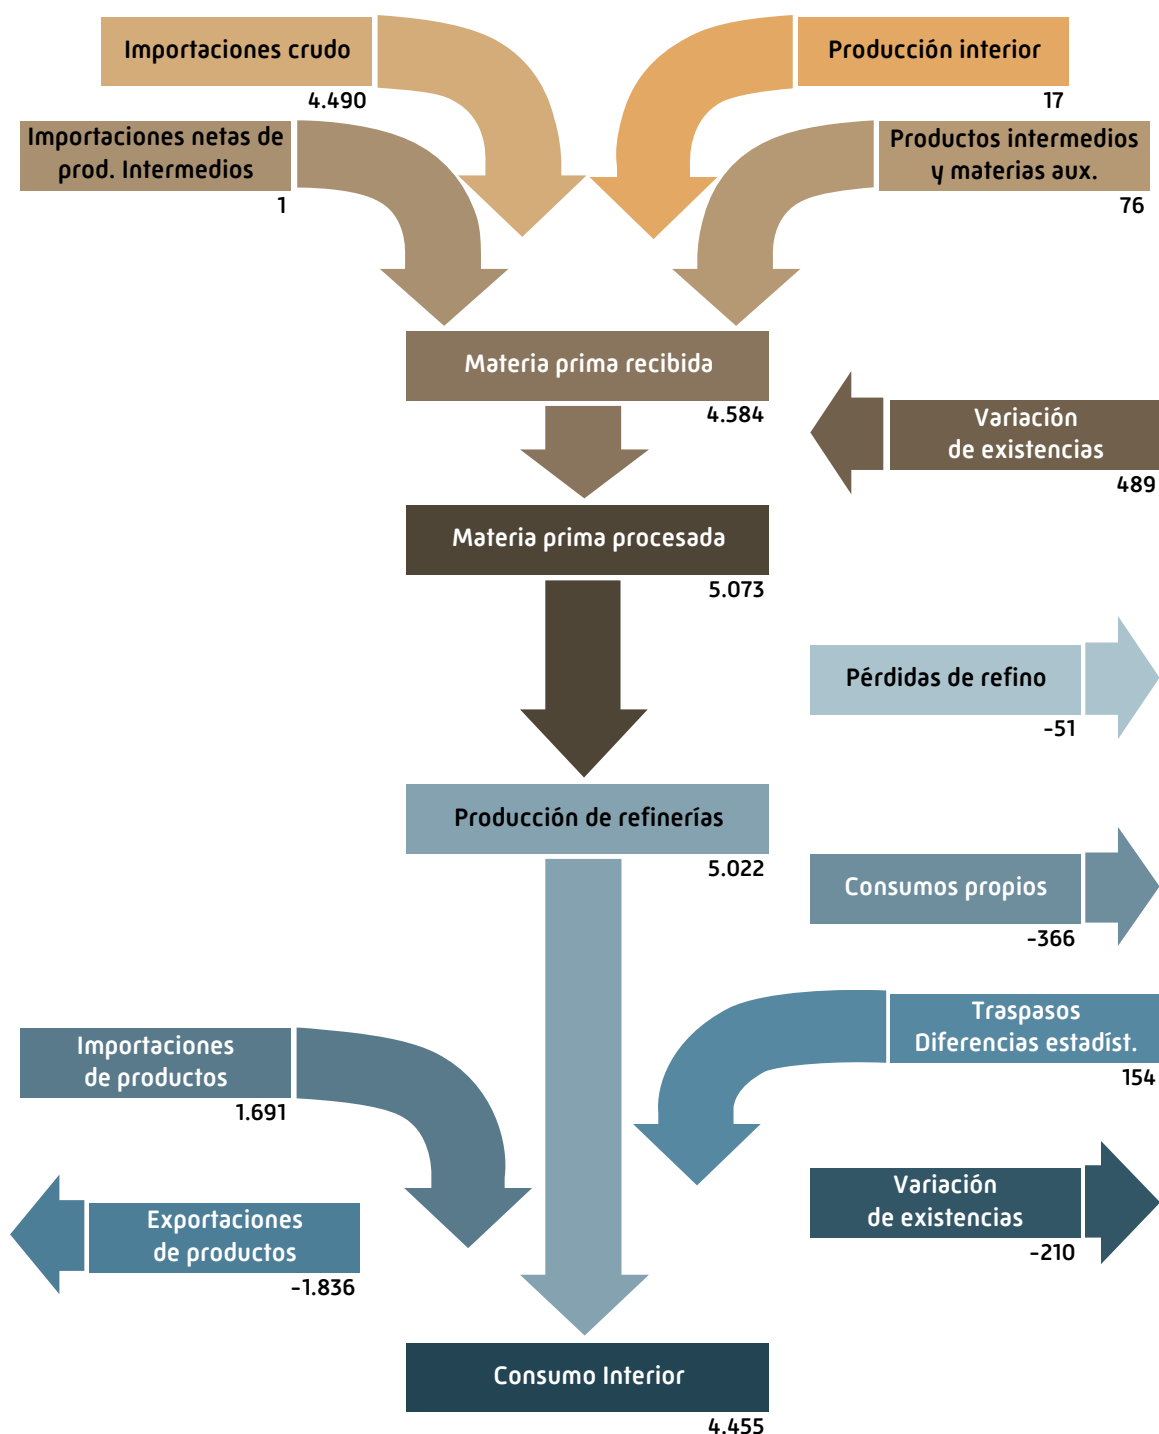 Importaciones crudo
4.490
Producción interior
17
Importaciones netas de
prod. Intermedios
1
Productos intermedios
y materias aux.
76
Materia prima recibida
4.584
Variación
de existencias
489
Materia prima procesada
5.073
Pérdidas de refino
-51
Producción de refinerías
5.022
Consumos propios
-366
Traspasos
Diferencias estadíst.
154
Importaciones
de productos
1.691
Variación
de existencias
-210
Exportaciones
de productos
-1.836
Consumo Interior
4.455